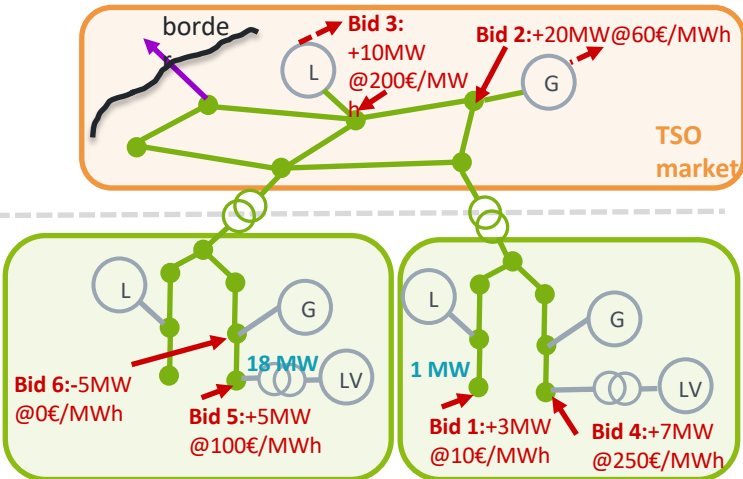 borde
r
Bid 3:
+10MW
@200€/MW
h
Bid 2:+20MW@60€/MWh
L
G
TSO
market
L
G
18 MW
LV
Bid 6:-5MW
@0€/MWh
Bid 5:+5MW
@100€/MWh
L
G
1 MW
LV
Bid 1:+3MW
@10€/MWh
Bid 4:+7MW
@250€/MWh